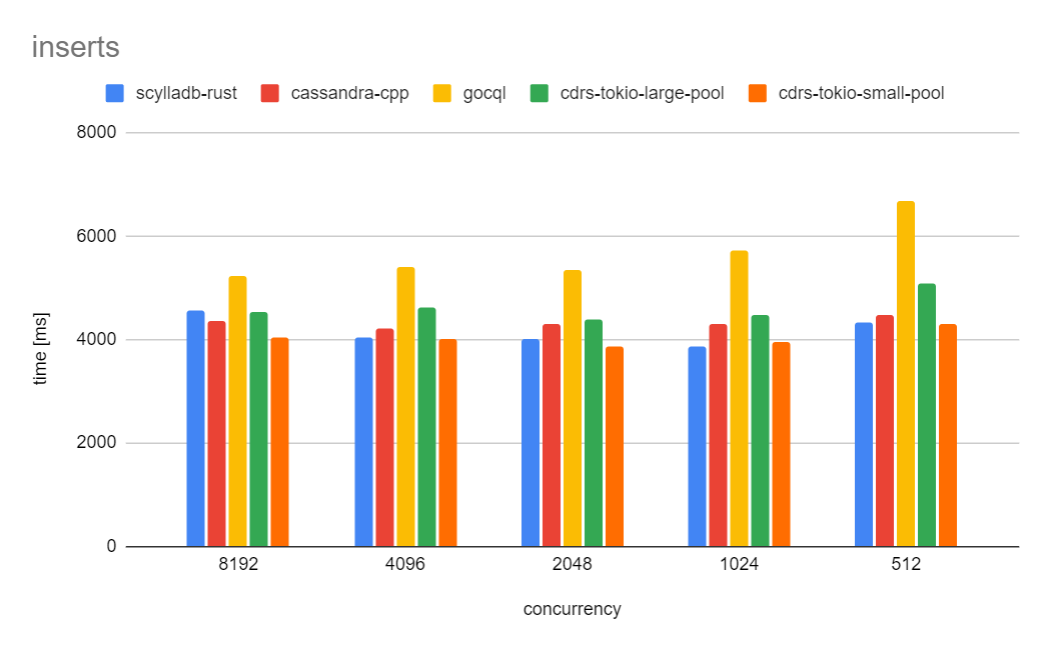 inserts
scylladb-rust cassandra-cpp gocql cdrs-tokio-large-pool cdrs-tokio-small-pool
8000
6000
4000
2000
0
time [ms]
8192 4096 2048 1024 512
concurrency